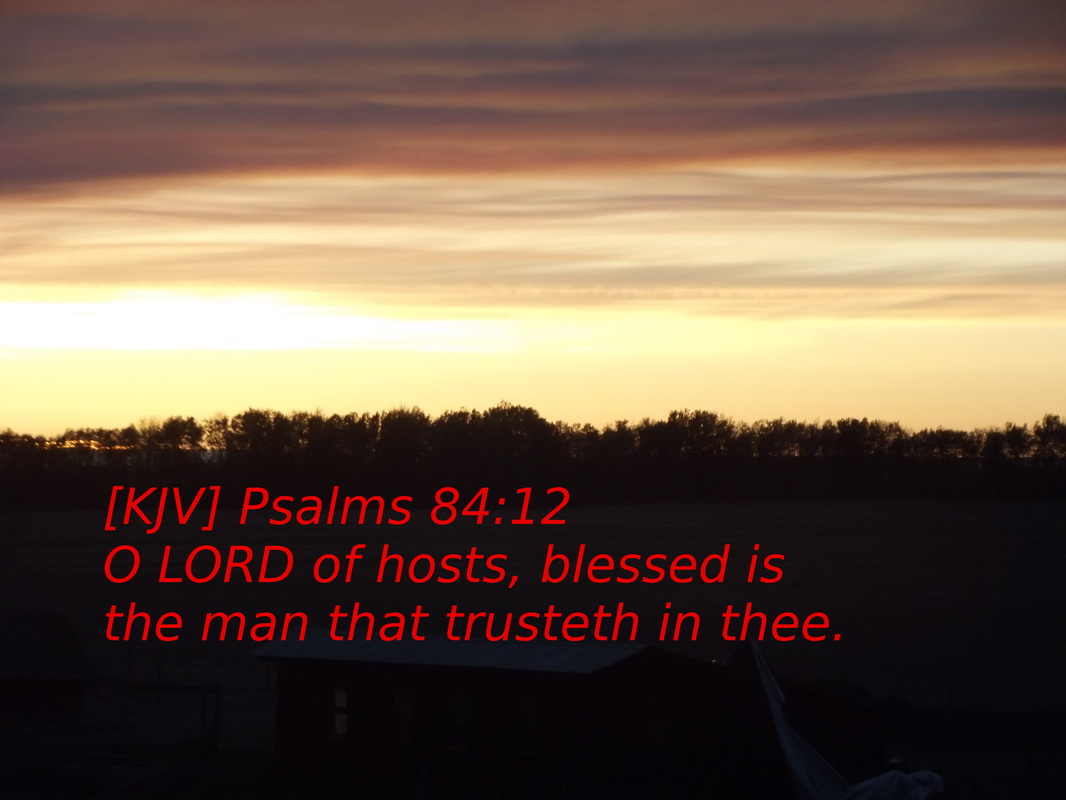 [KJV] Psalms 84:12
O LORD of hosts, blessed is
the man that trusteth in thee.